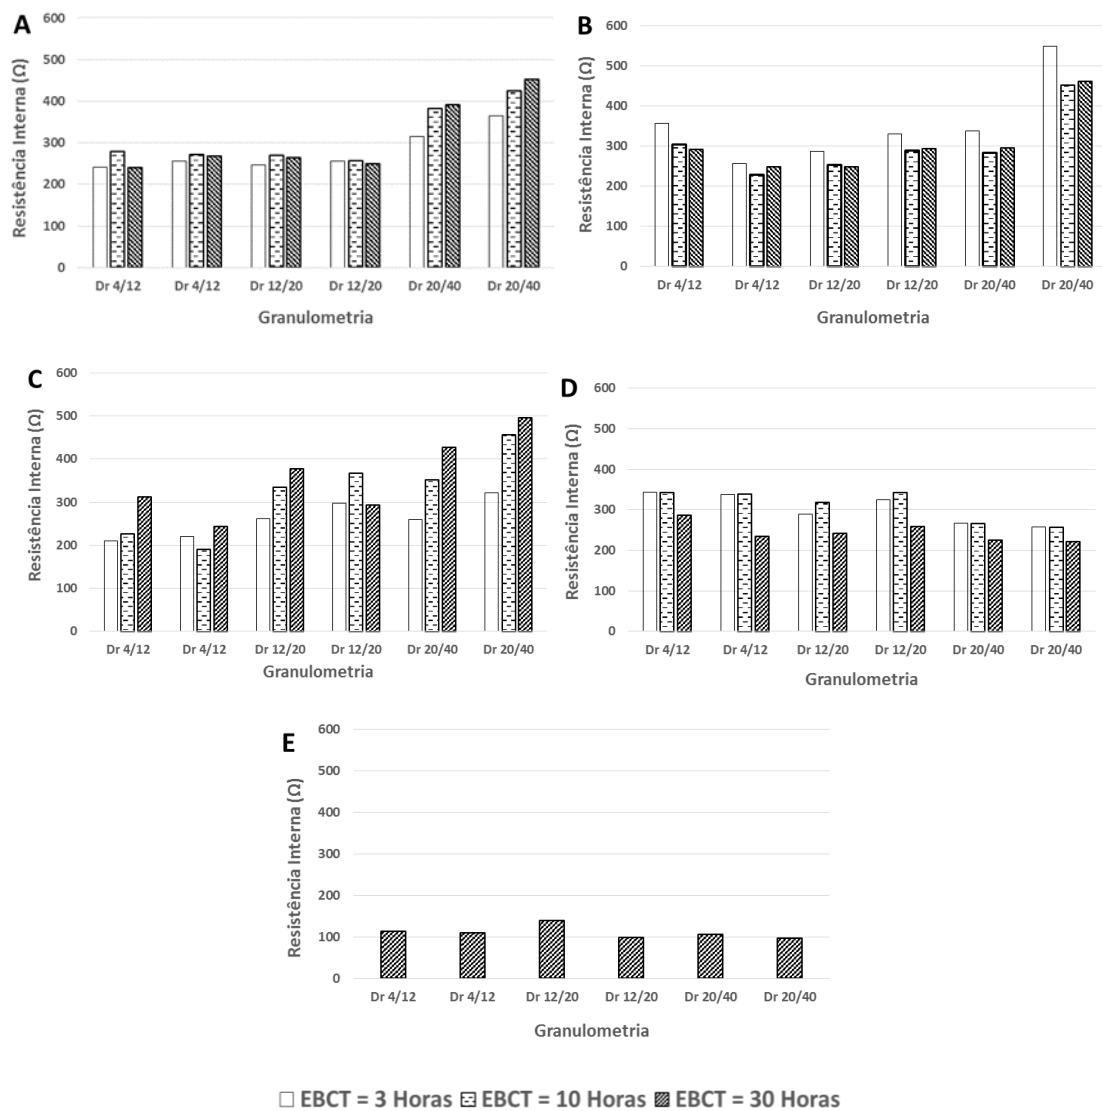 A
Resistência Interna (Ω)
600
500
400
300
200
100
0
Dr 4/12 Dr 4/12 Dr 12/20 Dr 12/20 Dr 20/40 Dr 20/40
Granulometria
B
Resistência Interna (Ω)
600
500
400
300
200
100
0
Dr 4/12 Dr 4/12 Dr 12/20 Dr 12/20 Dr 20/40 Dr 20/40
Granulometria
C
Resistência Interna (Ω)
600
500
400
300
200
100
0
Dr 4/12 Dr 4/12 Dr 12/20 Dr 12/20 Dr 20/40 Dr 20/40
Granulometria
D
Resistência Interna (Ω)
600
500
400
300
200
100
0
Dr 4/12 Dr 4/12 Dr 12/20 Dr 12/20 Dr 20/40 Dr 20/40
Granulometria
E
Resistência Interna (Ω)
600
500
400
300
200
100
0
Dr 4/12 Dr 4/12 Dr 12/20 Dr 12/20 Dr 20/40 Dr 20/40
Granulometria
EBCT = 3 Horas EBCT = 10 Horas EBCT = 30 Horas